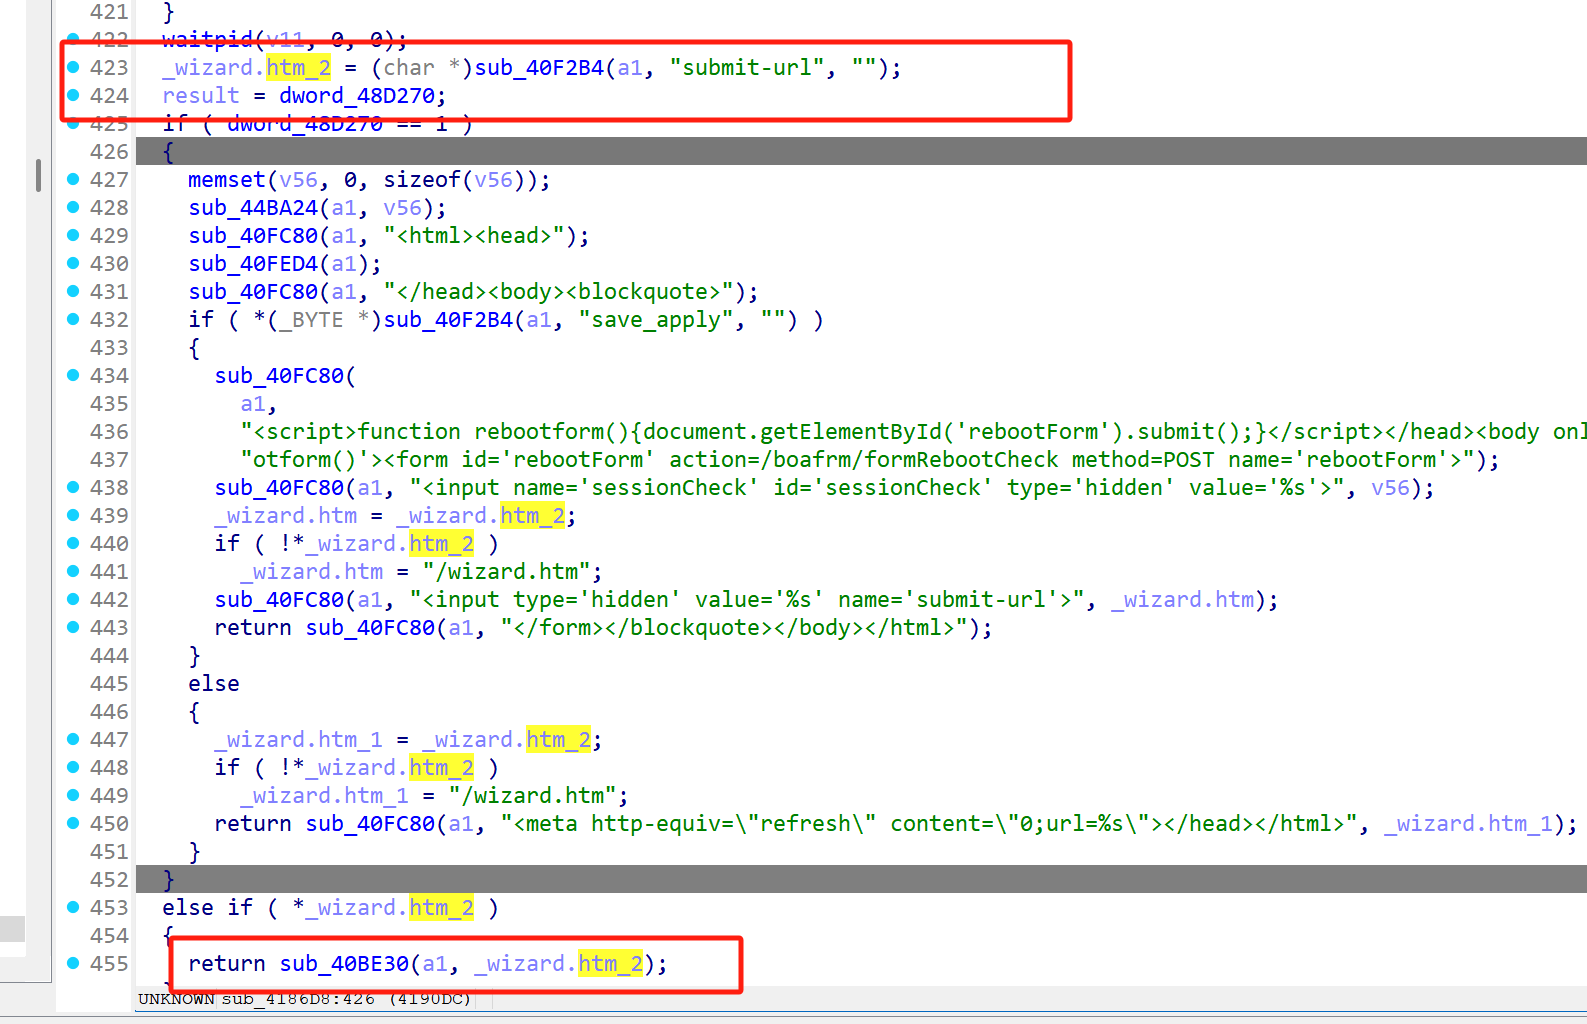 421 }
422 waitpid(v11, 0, 0);
423 _wizard.htm_2 = (char *)sub_40F2B4(a1, "submit-url", "");
424 result = dword_48D270;
425 if ( dword_48D270 == 1 )
426 {
427 memset(v56, 0, sizeof(v56));
428 sub_44BA24(a1, v56);
429 sub_40FC80(a1, "<html><head>");
430 sub_40FED4(a1);
431 sub_40FC80(a1, "</head><body><blockquote>");
432 if ( *(_BYTE *)sub_40F2B4(a1, "save_apply", "") )
433 {
434 sub_40FC80(
435 a1,
436 "<script>function rebootform(){document.getElementById('rebootForm').submit();}</script></head><body onl
437 "otform()'><form id='rebootForm' action=/boafrm/formRebootCheck method=POST name='rebootForm'>");
438 sub_40FC80(a1, "<input name='sessionCheck' id='sessionCheck' type='hidden' value='%s'>", v56);
439 _wizard.htm = _wizard.htm_2;
440 if ( !*_wizard.htm_2 )
441 _wizard.htm = "/wizard.htm";
442 sub_40FC80(a1, "<input type='hidden' value='%s' name='submit-url'>", _wizard.htm);
443 return sub_40FC80(a1, "</form></blockquote></body></html>");
444 }
445 else
446 {
447 _wizard.htm_1 = _wizard.htm_2;
448 if ( !*_wizard.htm_2 )
449 _wizard.htm_1 = "/wizard.htm";
450 return sub_40FC80(a1, "<meta http-equiv=\"refresh\" content=\"0;url=%s\"></head></html>", _wizard.htm_1);
451 }
452 }
453 else if ( *_wizard.htm_2 )
454 {
455 return sub_40BE30(a1, _wizard.htm_2);
UNKNOWN sub_4186D8:426 (4190DC)